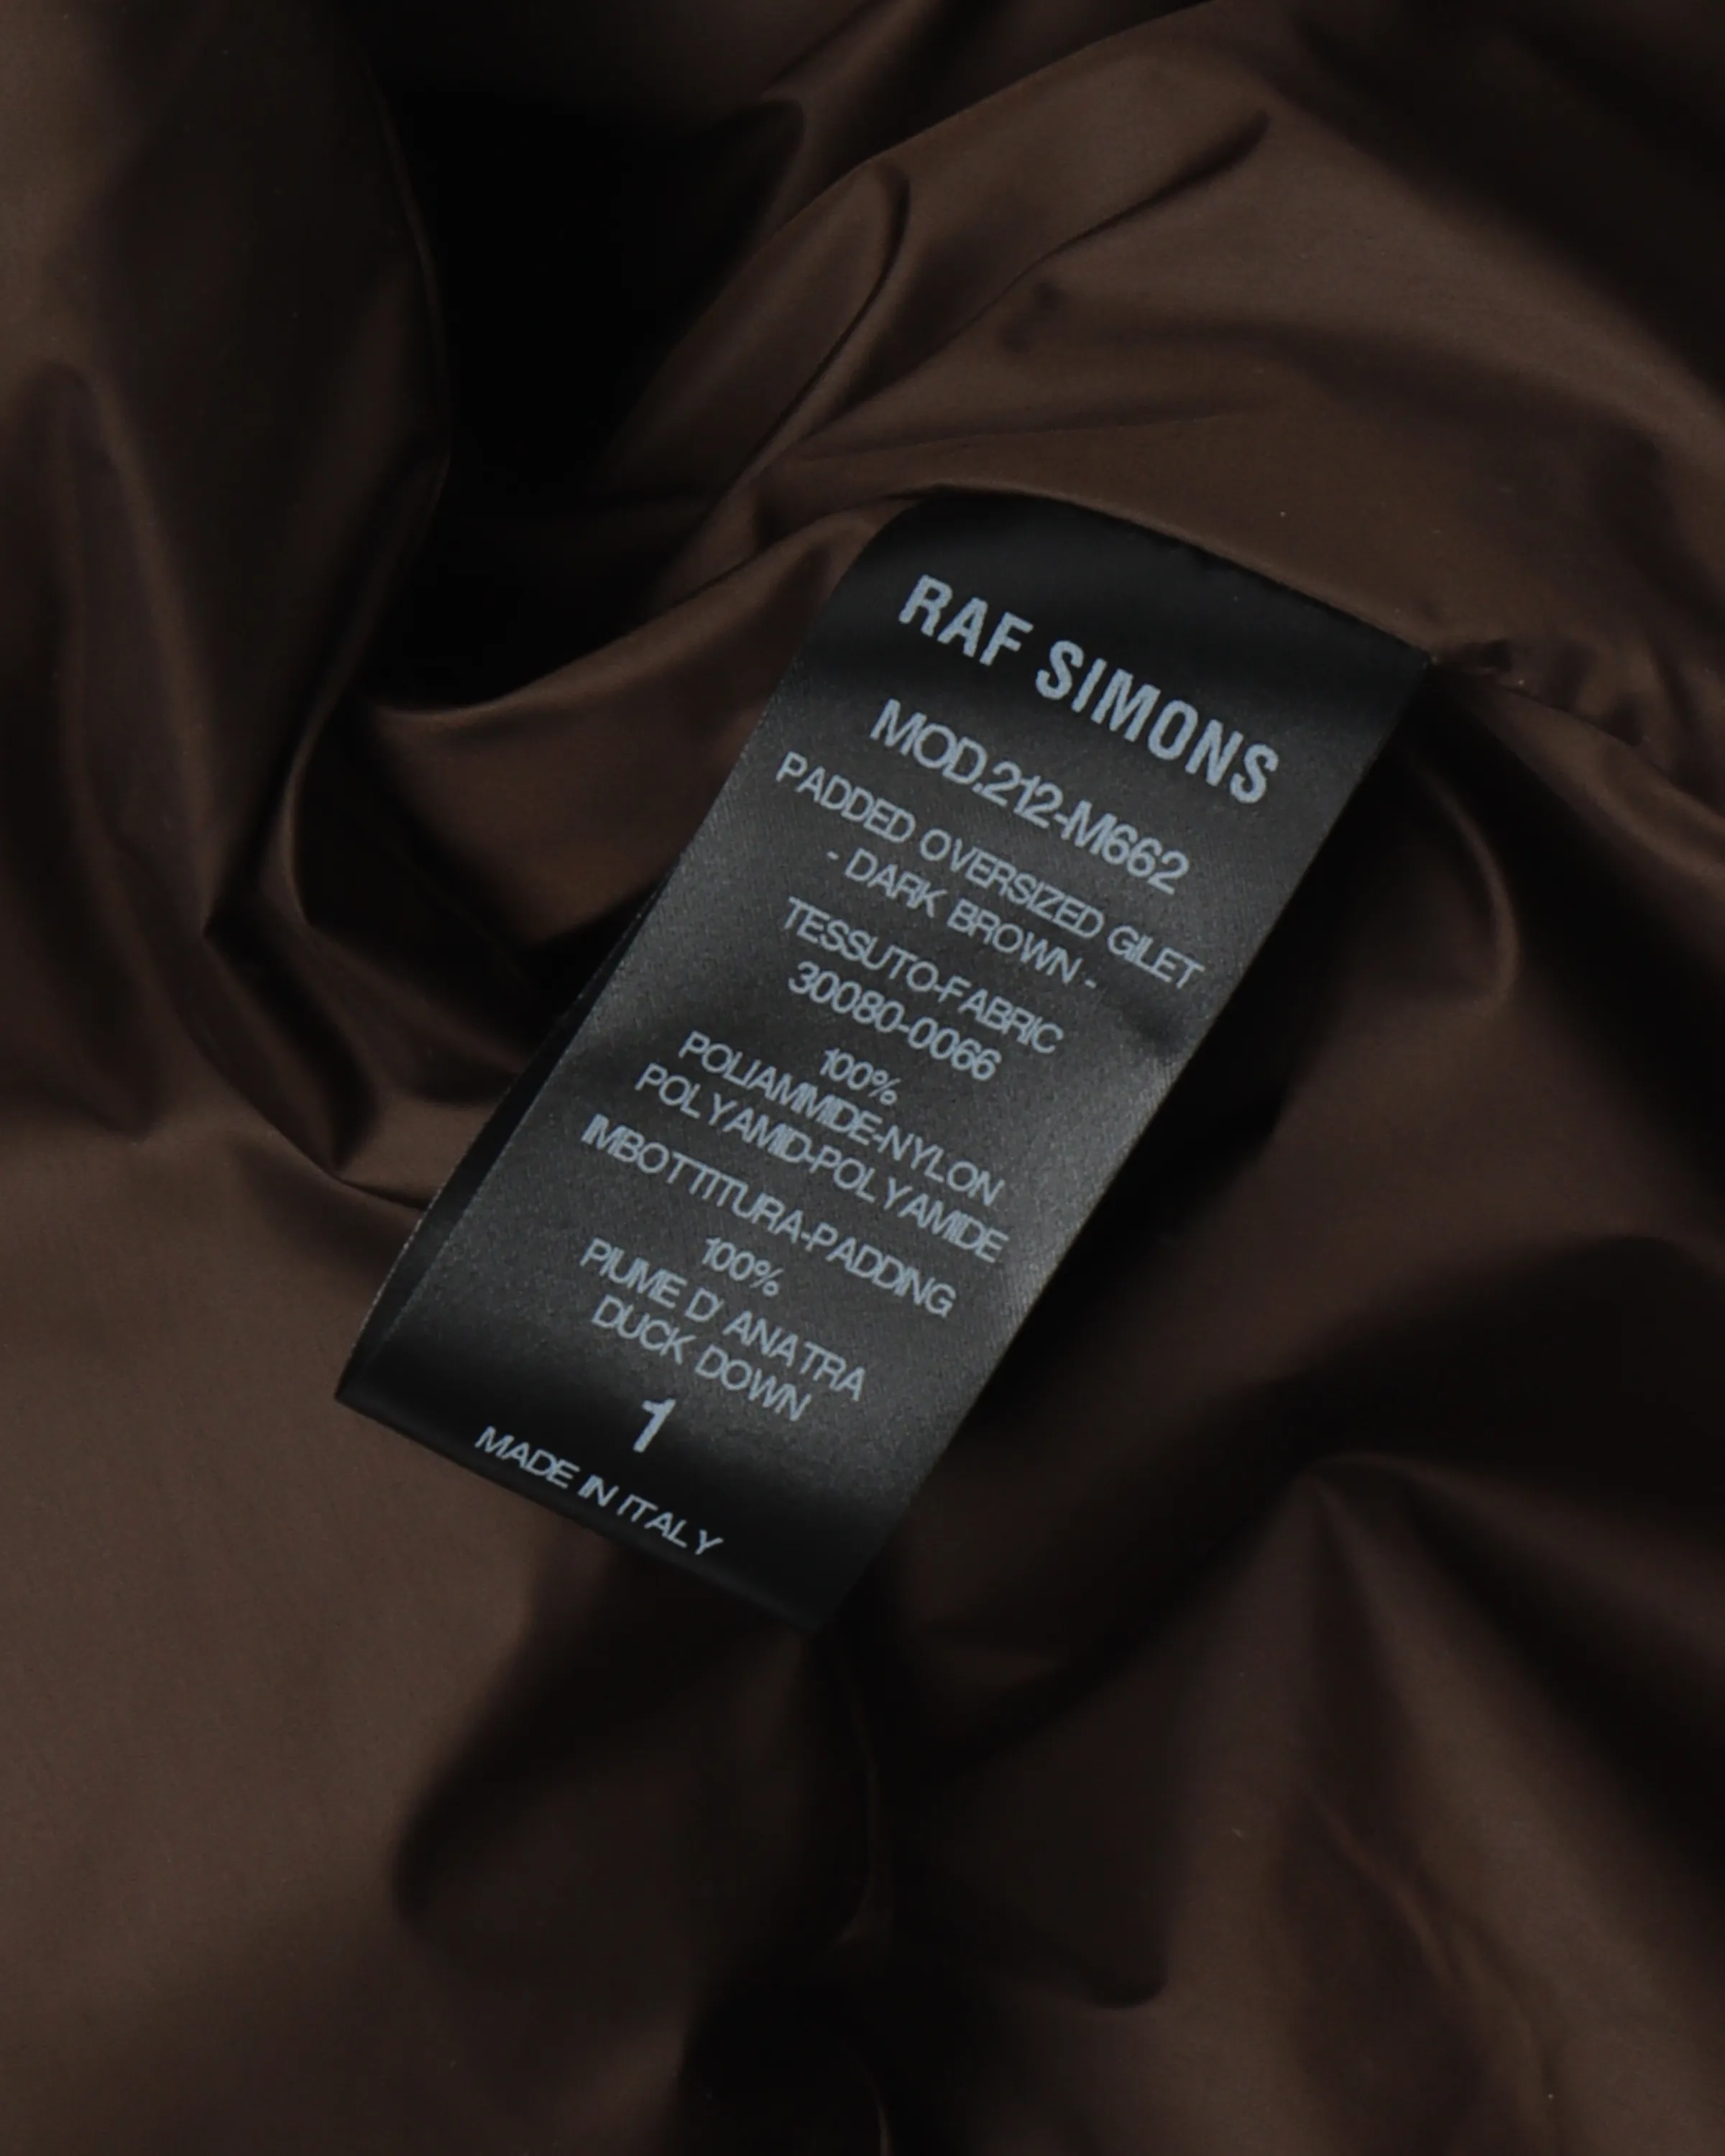 RAF SIMONS
MOD.212-M662
PADDED OVERSIZED GILET
- DARK BROWN -
TESSUTO-FABRIC
30080-0066
100%
POLIAMMIDE-NYLON
POLYAMID-POLYAMIDE
IMBOTTITURA-PADDING
100%
PIUME D' ANATRA
DUCK DOWN
1
MADE IN ITALY